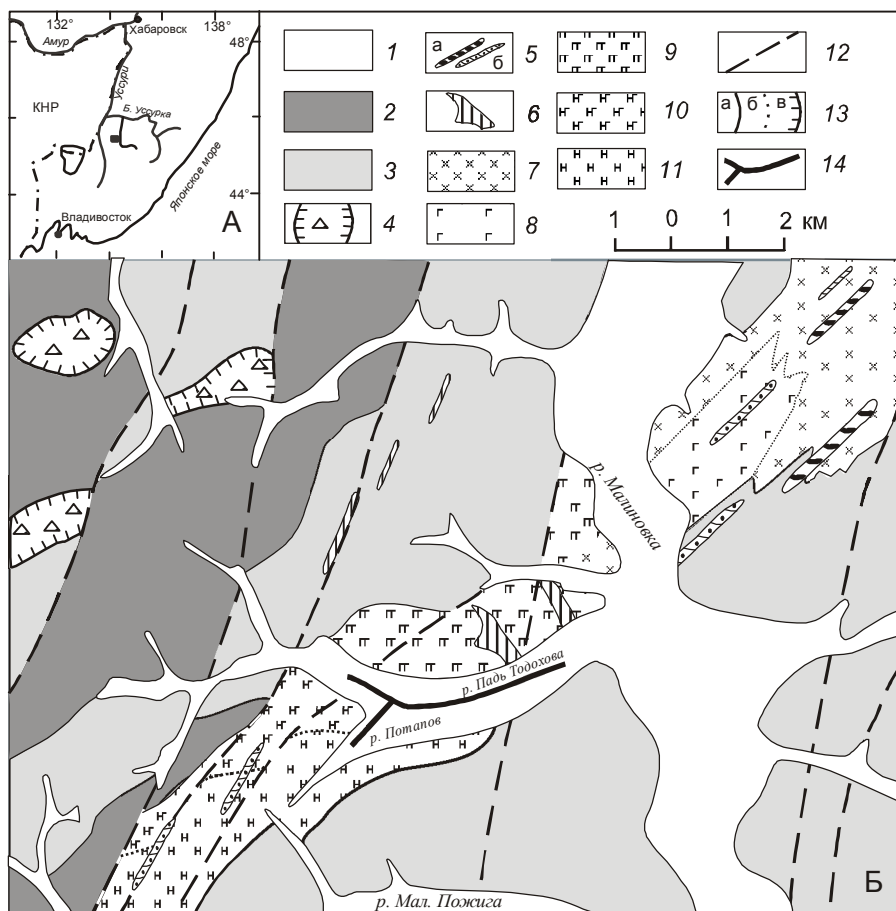 132°
138°
Хабаровск
Амур
48°
Уссури
КНР
Б. Уссурка
Японское море
44°
Владивосток
А
1
2
3
4
а
б
5
6
7
8
9
10
11
12
а б в
13
14
1 0 1 2 км
р. Малиновка
р. Падь Тодохова
р. Потапов
р. Мал. Пожига
Б